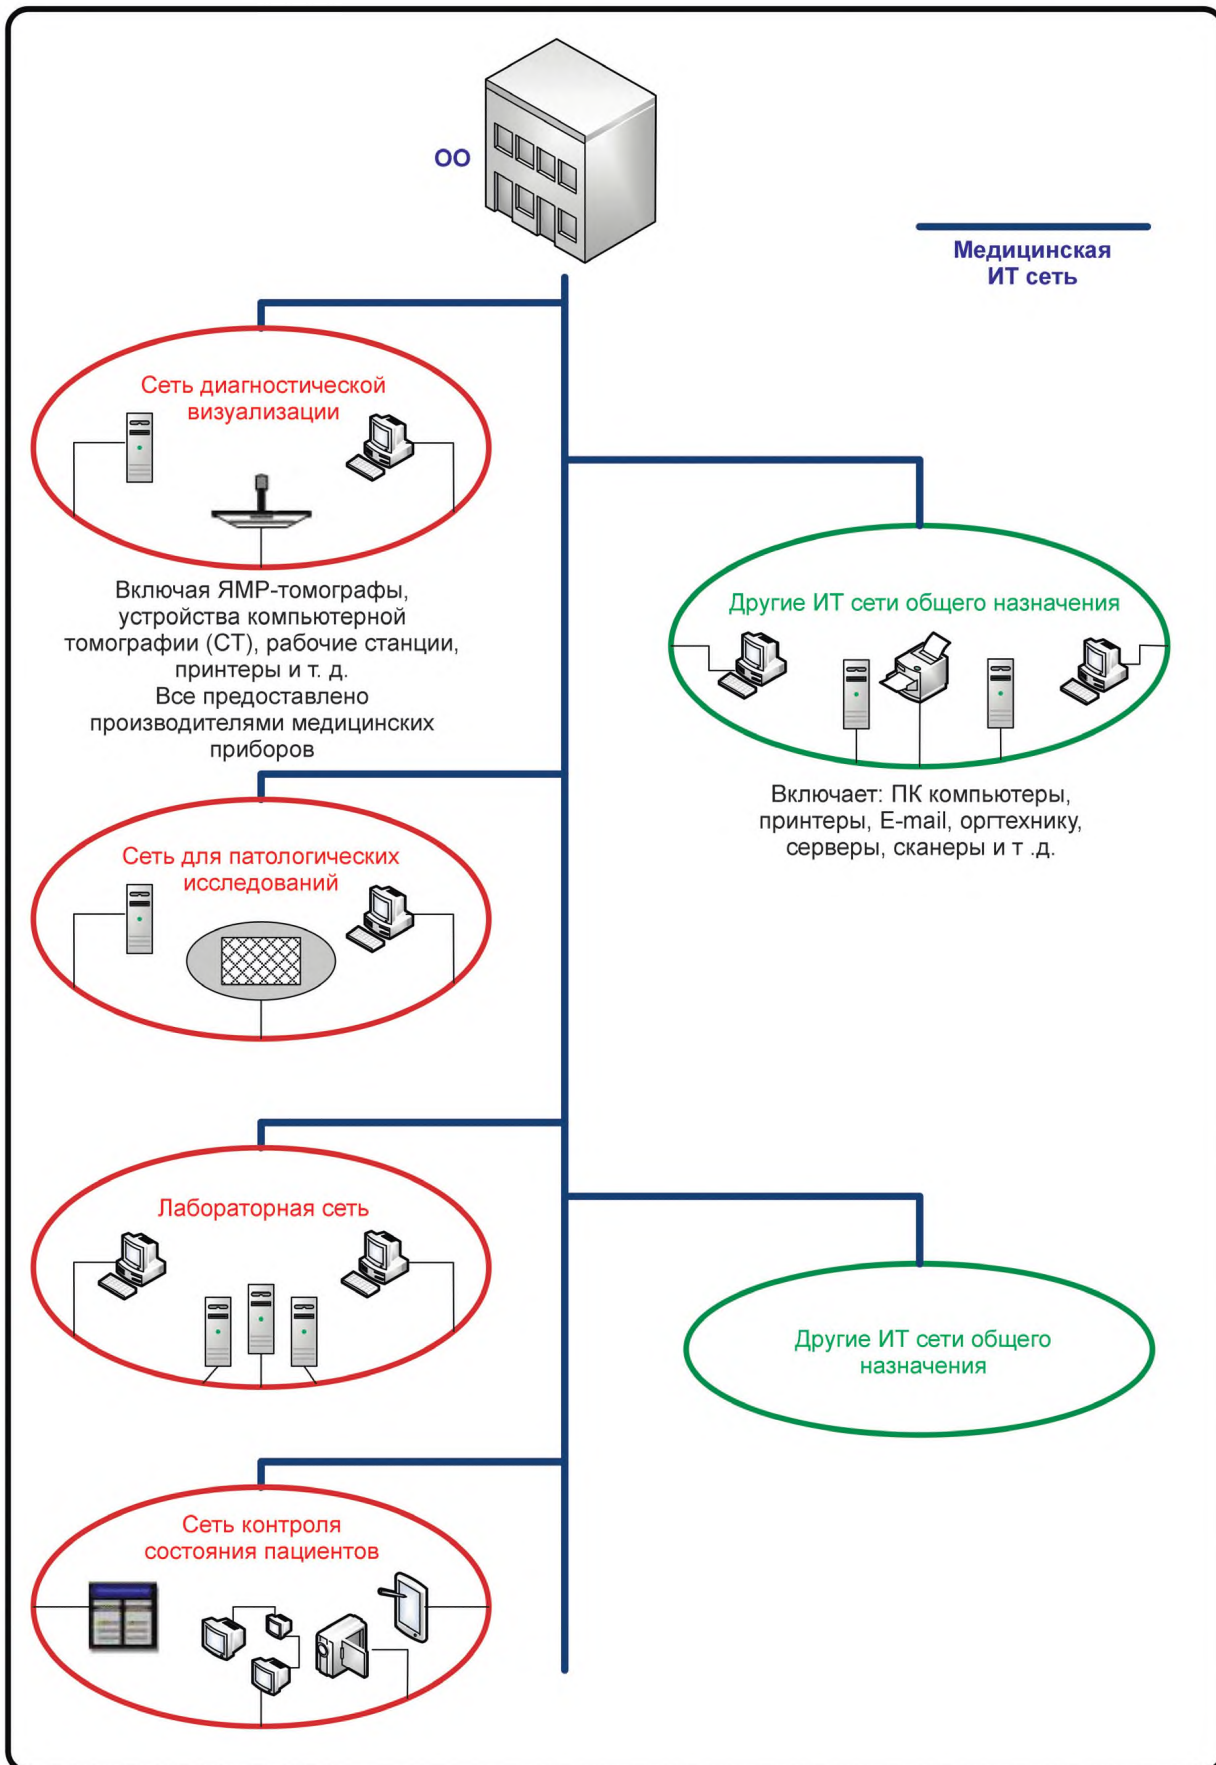 ОО
Медицинская
ИТ сеть
Сеть диагностической
визуализации
Включая ЯМР-томографы,
устройства компьютерной
томографии (СТ), рабочие станции,
принтеры и т. д.
Все предоставлено
производителями медицинских
приборов
Другие ИТ сети общего назначения
Включает: ПК компьютеры,
принтеры, E-mail, оргтехнику,
серверы, сканеры и т .д.
Сеть для патологических
исследований
Лабораторная сеть
Другие ИТ сети общего
назначения
Сеть контроля
состояния пациентов